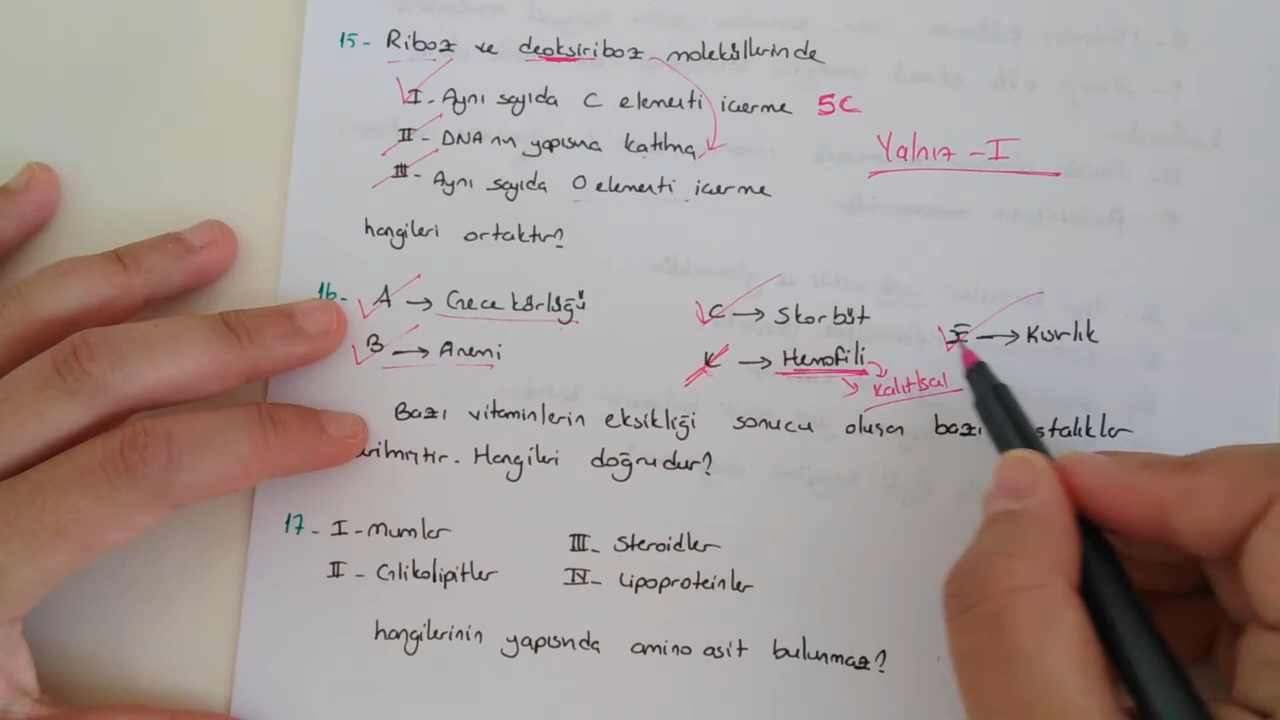 15- Riboz ve deoksiriboz moleküllerinde
I- Aynı sayıda C elementi içerme 5C
II- DNA nın yapısına katılma
III- Aynı sayıda O elementi içerme
Yalnız -I
hangileri ortaktır?
16- A → Gece körlüğü
B → Anemi
C → Skorbüt
K → Hemofili
kalıtsal
E → Kısırlık
Bazı vitaminlerin eksikliği sonucu oluşan bazı
Hangileri doğrudur?
17- I- Mumlar
II- Glikolipitler
III- Steroidler
IV- Lipoproteinler
hangilerinin yapısında amino asit bulunmaz?